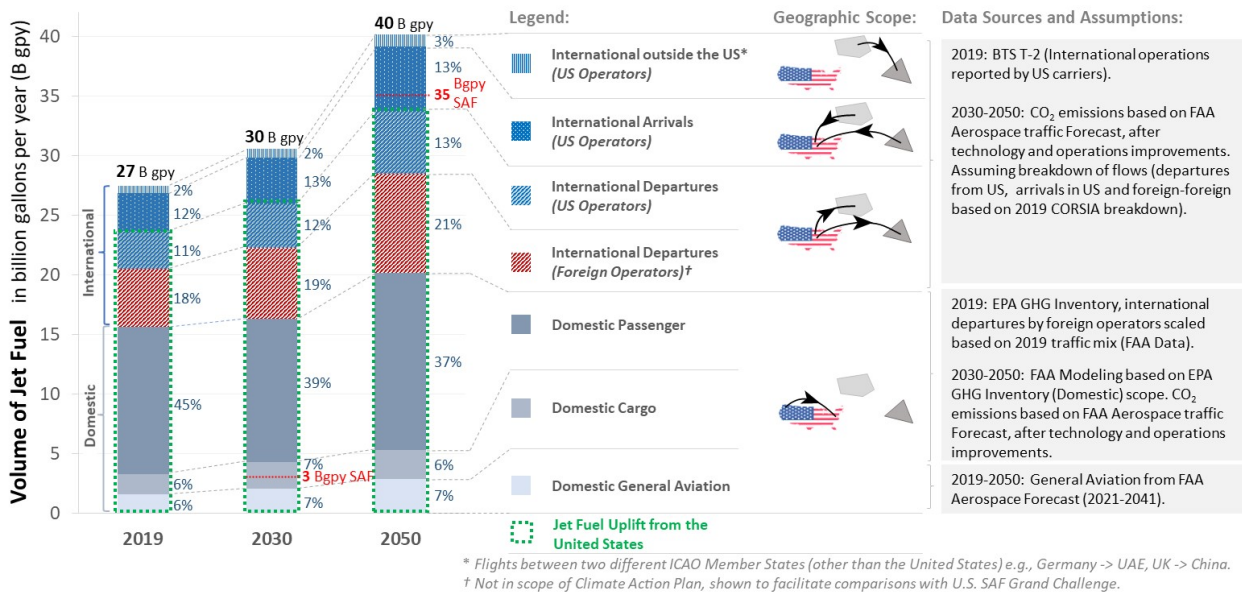 Volume of Jet Fuel in billion gallons per year (B gpy)
40
35
30
25
20
15
10
5
0
International
Domestic
27 B gpy
2%
12%
11%
18%
45%
6%
6%
2019
30 B gpy
2%
13%
12%
19%
39%
7%
3 Bgpy SAF
7%
2030
40 B gpy
3%
13%
35 Bgpy
SAF
13%
21%
37%
6%
7%
2050
Legend:
International outside the US*
(US Operators)
International Arrivals
(US Operators)
International Departures
(US Operators)
International Departures
(Foreign Operators)†
Domestic Passenger
Domestic Cargo
Domestic General Aviation
Jet Fuel Uplift from the
United States
Geographic Scope:
Data Sources and Assumptions:
2019: BTS T-2 (International operations
reported by US carriers).
2030-2050: CO₂ emissions based on FAA
Aerospace traffic Forecast, after
technology and operations improvements.
Assuming breakdown of flows (departures
from US, arrivals in US and foreign-foreign
based on 2019 CORSIA breakdown).
2019: EPA GHG Inventory, international
departures by foreign operators scaled
based on 2019 traffic mix (FAA Data).
2030-2050: FAA Modeling based on EPA
GHG Inventory (Domestic) scope. CO₂
emissions based on FAA Aerospace traffic
Forecast, after technology and operations
improvements.
2019-2050: General Aviation from FAA
Aerospace Forecast (2021-2041).
* Flights between two different ICAO Member States (other than the United States) e.g., Germany -> UAE, UK -> China.
† Not in scope of Climate Action Plan, shown to facilitate comparisons with U.S. SAF Grand Challenge.